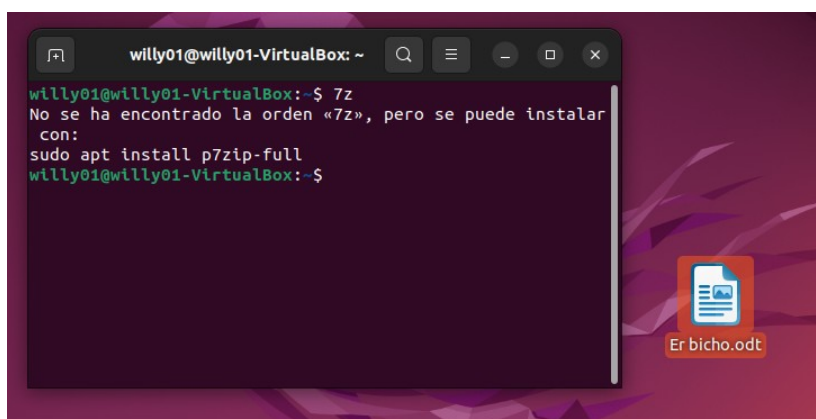 willy01@willy01-VirtualBox: ~
willy01@willy01-VirtualBox:~$ 7z
No se ha encontrado la orden «7z», pero se puede instalar
con:
sudo apt install p7zip-full
willy01@willy01-VirtualBox:~$
Er bicho.odt